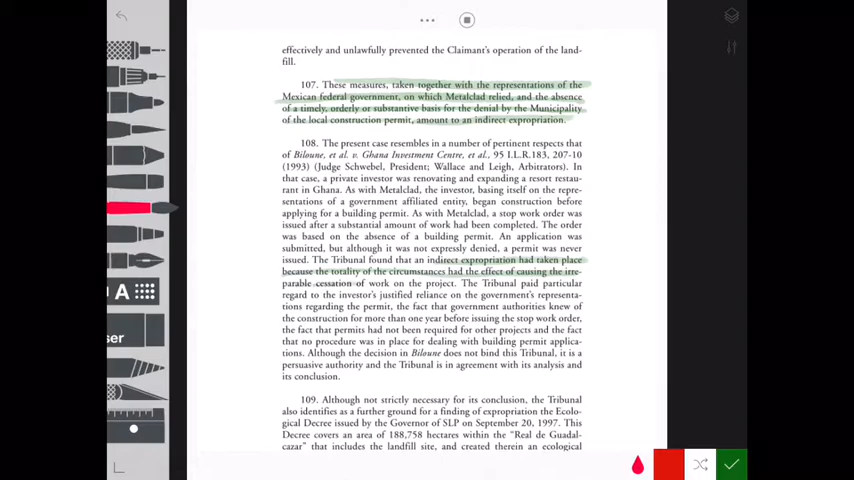 effectively and unlawfully prevented the Claimant's operation of the land-
fill.
107. These measures, taken together with the representations of the
Mexican federal government, on which Metalclad relied, and the absence
of a timely, orderly or substantive basis for the denial by the Municipality
of the local construction permit, amount to an indirect expropriation.
108. The present case resembles in a number of pertinent respects that
of Biloune, et al. v. Ghana Investment Centre, et al., 95 I.L.R.183, 207-10
(1993) (Judge Schwebel, President; Wallace and Leigh, Arbitrators). In
that case, a private investor was renovating and expanding a resort restau-
rant in Ghana. As with Metalclad, the investor, basing itself on the repre-
sentations of a government affiliated entity, began construction before
applying for a building permit. As with Metalclad, a stop work order was
issued after a substantial amount of work had been completed. The order
was based on the absence of a building permit. An application was
submitted, but although it was not expressly denied, a permit was never
issued. The Tribunal found that an indirect expropriation had taken place
because the totality of the circumstances had the effect of causing the irre-
parable cessation of work on the project. The Tribunal paid particular
regard to the investor's justified reliance on the government's representa-
tions regarding the permit, the fact that government authorities knew of
the construction for more than one year before issuing the stop work order,
the fact that permits had not been required for other projects and the fact
that no procedure was in place for dealing with building permit applica-
tions. Although the decision in Biloune does not bind this Tribunal, it is a
persuasive authority and the Tribunal is in agreement with its analysis and
its conclusion.
109. Although not strictly necessary for its conclusion, the Tribunal
also identifies as a further ground for a finding of expropriation the Ecolo-
gical Decree issued by the Governor of SLP on September 20, 1997. This
Decree covers an area of 188,758 hectares within the "Real de Guadal-
cazar" that includes the landfill site, and created therein an ecological
A
ser